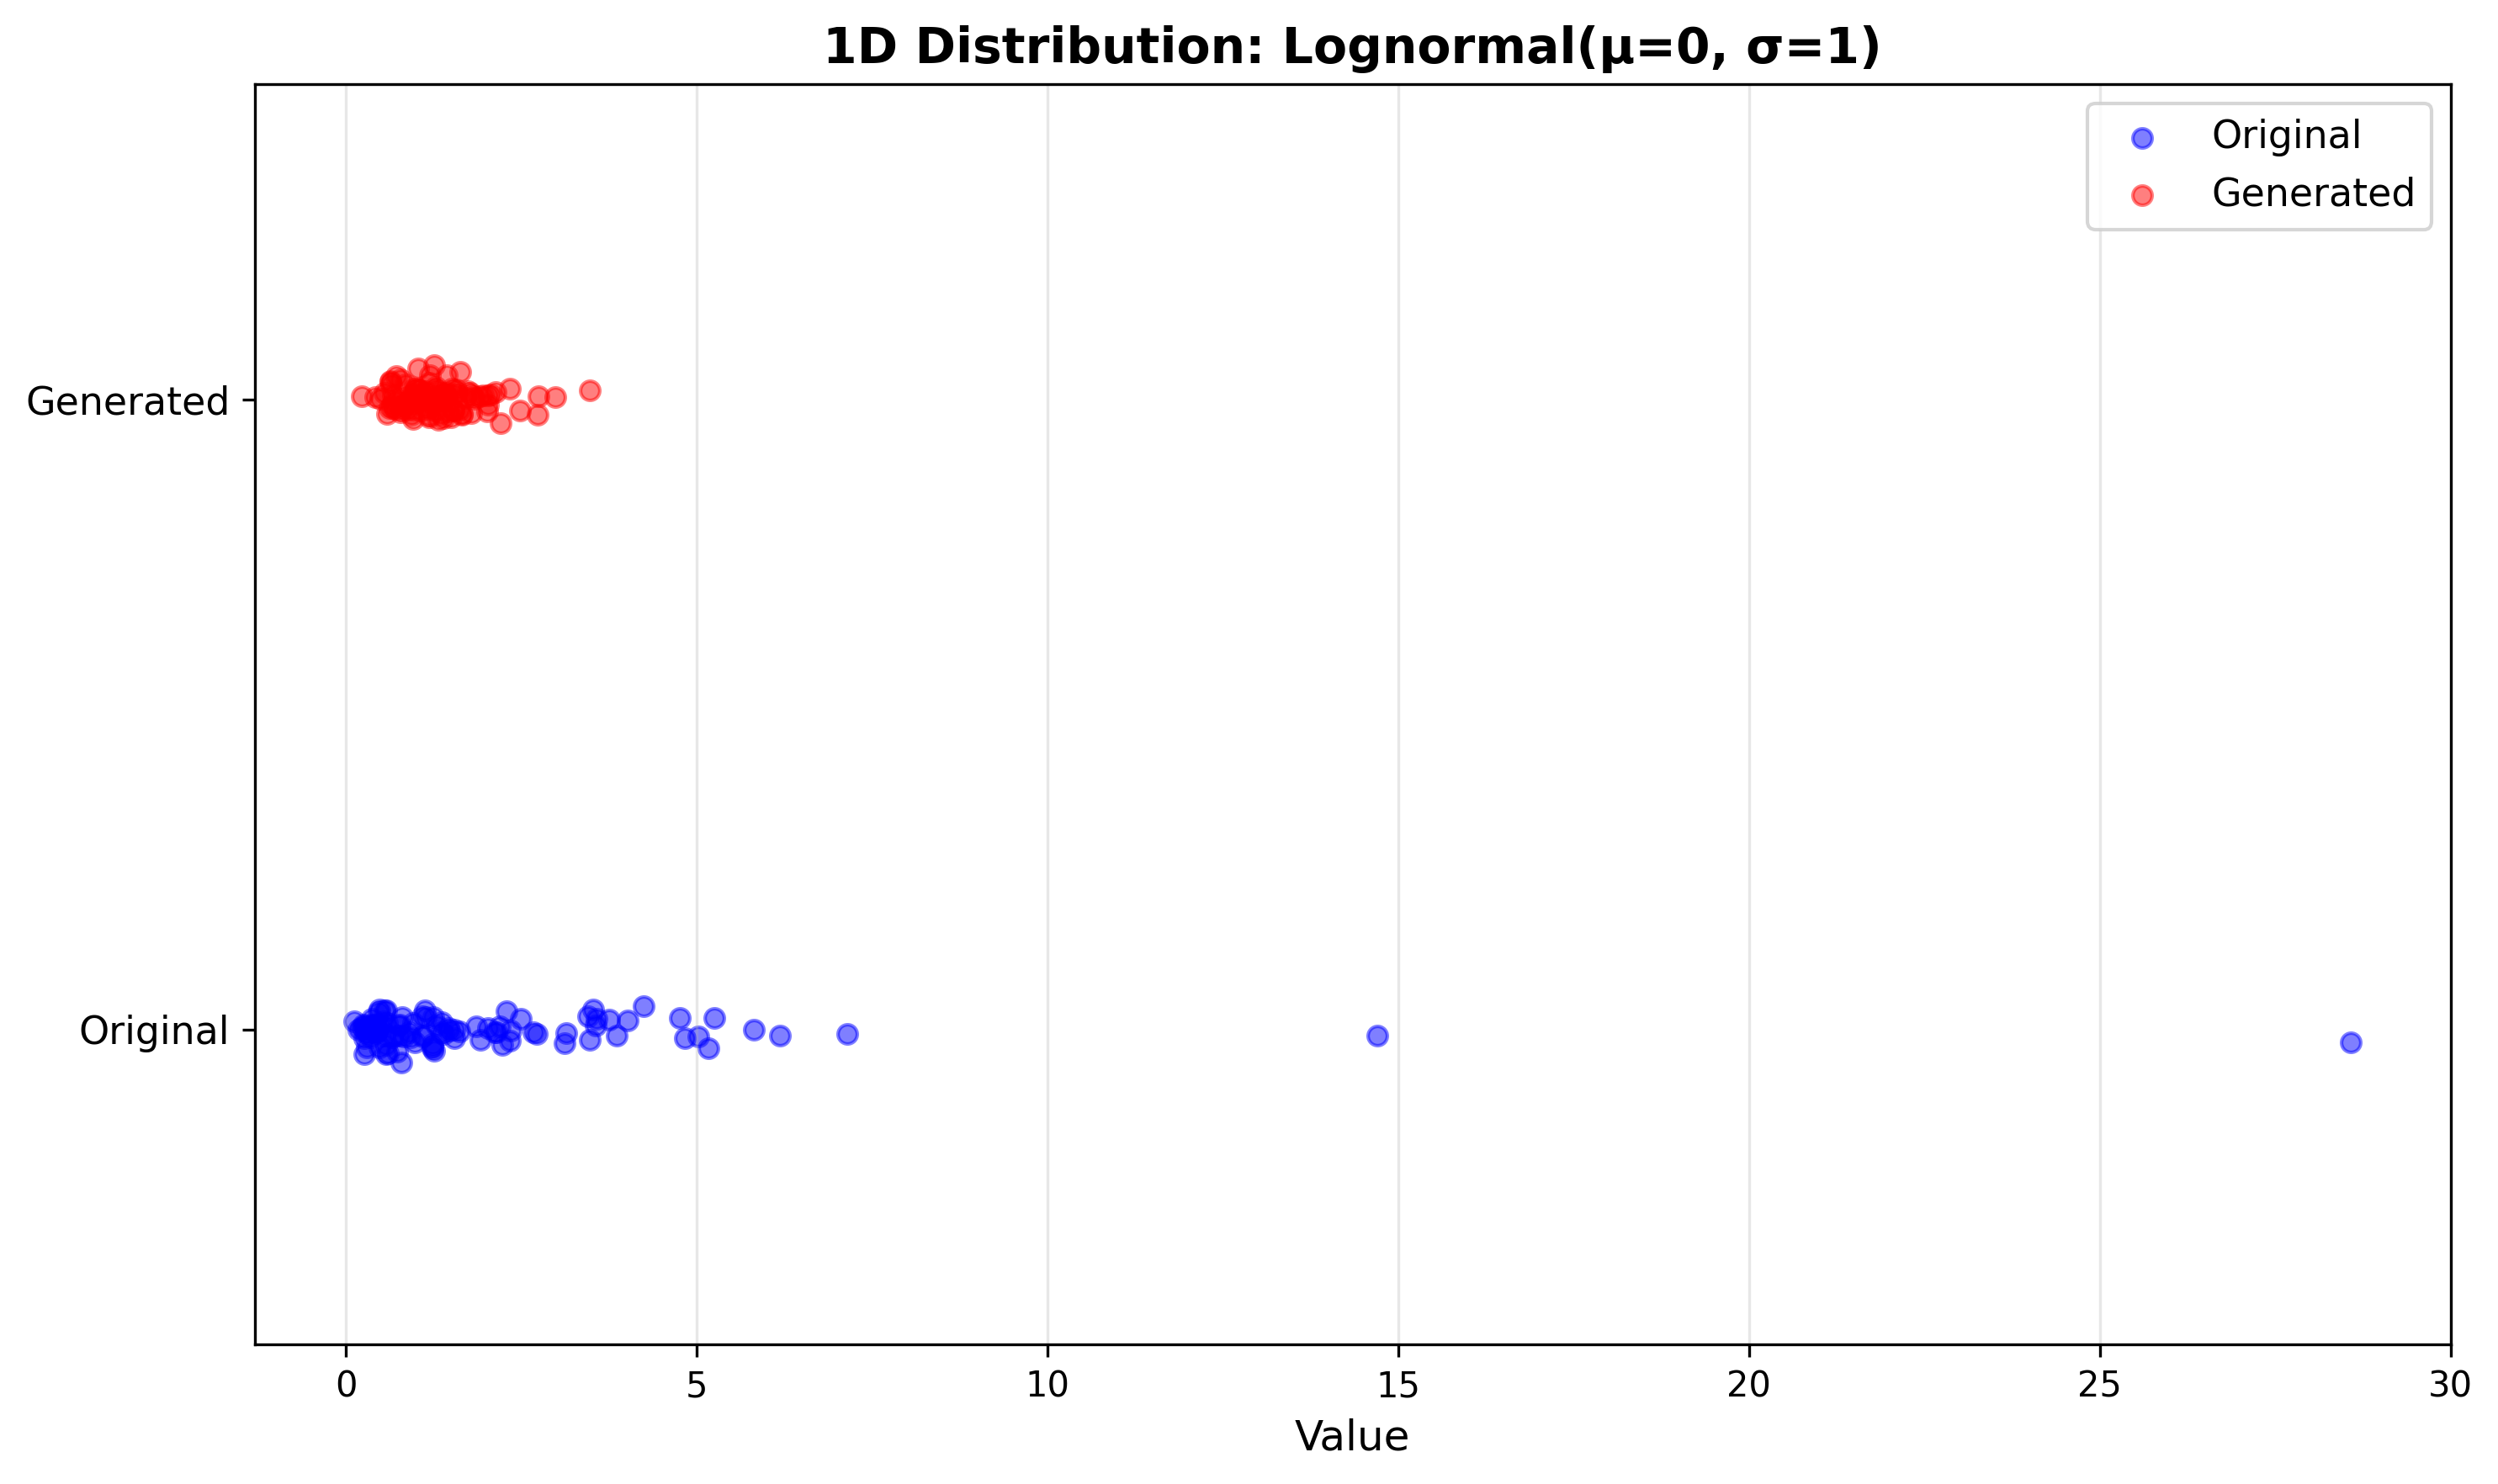 1D Distribution: Lognormal(μ=0, σ=1)
Original
Generated
Generated
Original
0 5 10 15 20 25 30
Value